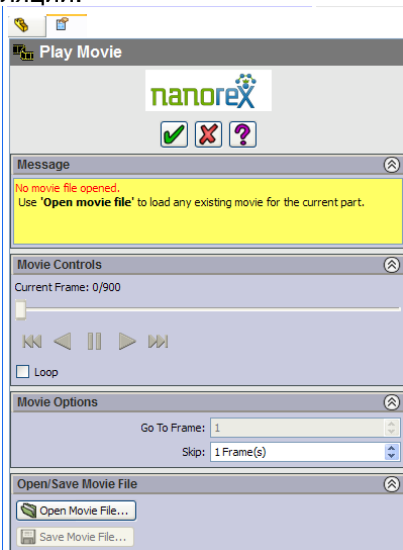 ляции.
Play Movie
nanorex
Message
No movie file opened.
Use 'Open movie file' to load any existing movie for the current part.
Movie Controls
Current Frame: 0/900
Loop
Movie Options
Go To Frame: 1
Skip: 1 Frame(s)
Open/Save Movie File
Open Movie File...
Save Movie File...